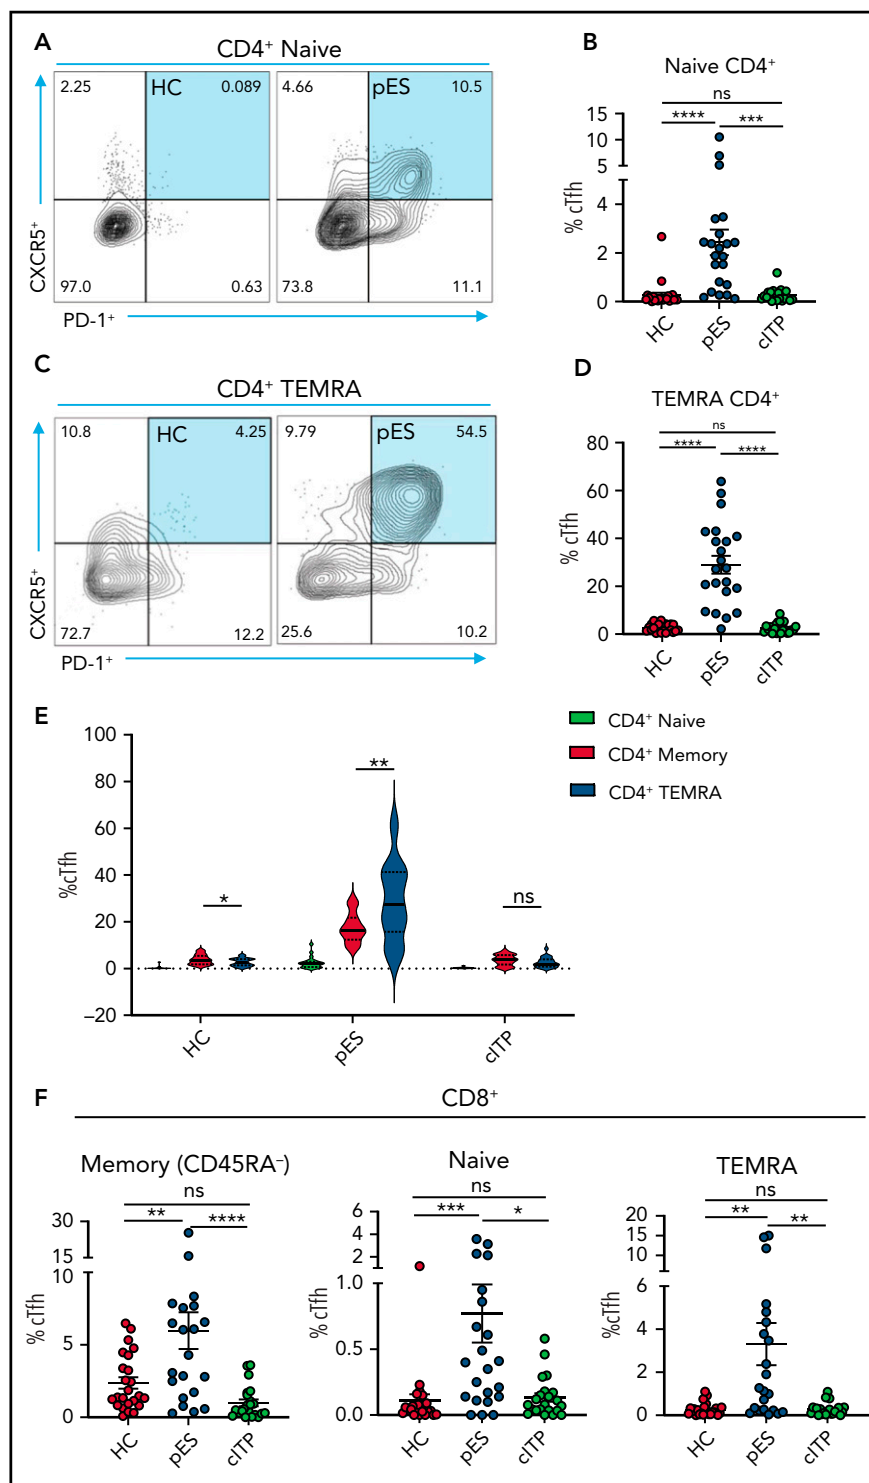 A
CD4+ Naive
2.25
HC
0.089
4.66
pES
10.5
CXCR5+
97.0
0.63
73.8
11.1
PD-1+
B
Naive CD4+
ns
****
***
15
10
5
4
2
0
% cTfh
HC
pES
cITP
C
CD4+ TEMRA
10.8
HC
4.25
9.79
pES
54.5
CXCR5+
72.7
12.2
25.6
10.2
PD-1+
D
TEMRA CD4+
ns
****
****
80
60
40
20
0
% cTfh
HC
pES
cITP
E
100
80
60
40
20
0
–20
%cTfh
*
**
ns
HC
pES
cITP
CD4+ Naive
CD4+ Memory
CD4+ TEMRA
F
CD8+
Memory (CD45RA−)
ns
**
****
30
15
10
5
0
% cTfh
HC
pES
cITP
Naive
ns
***
*
6
4
2
1.0
0.5
0.0
% cTfh
HC
pES
cITP
TEMRA
ns
**
**
20
15
10
6
4
2
0
%cTfh
HC
pES
cITP